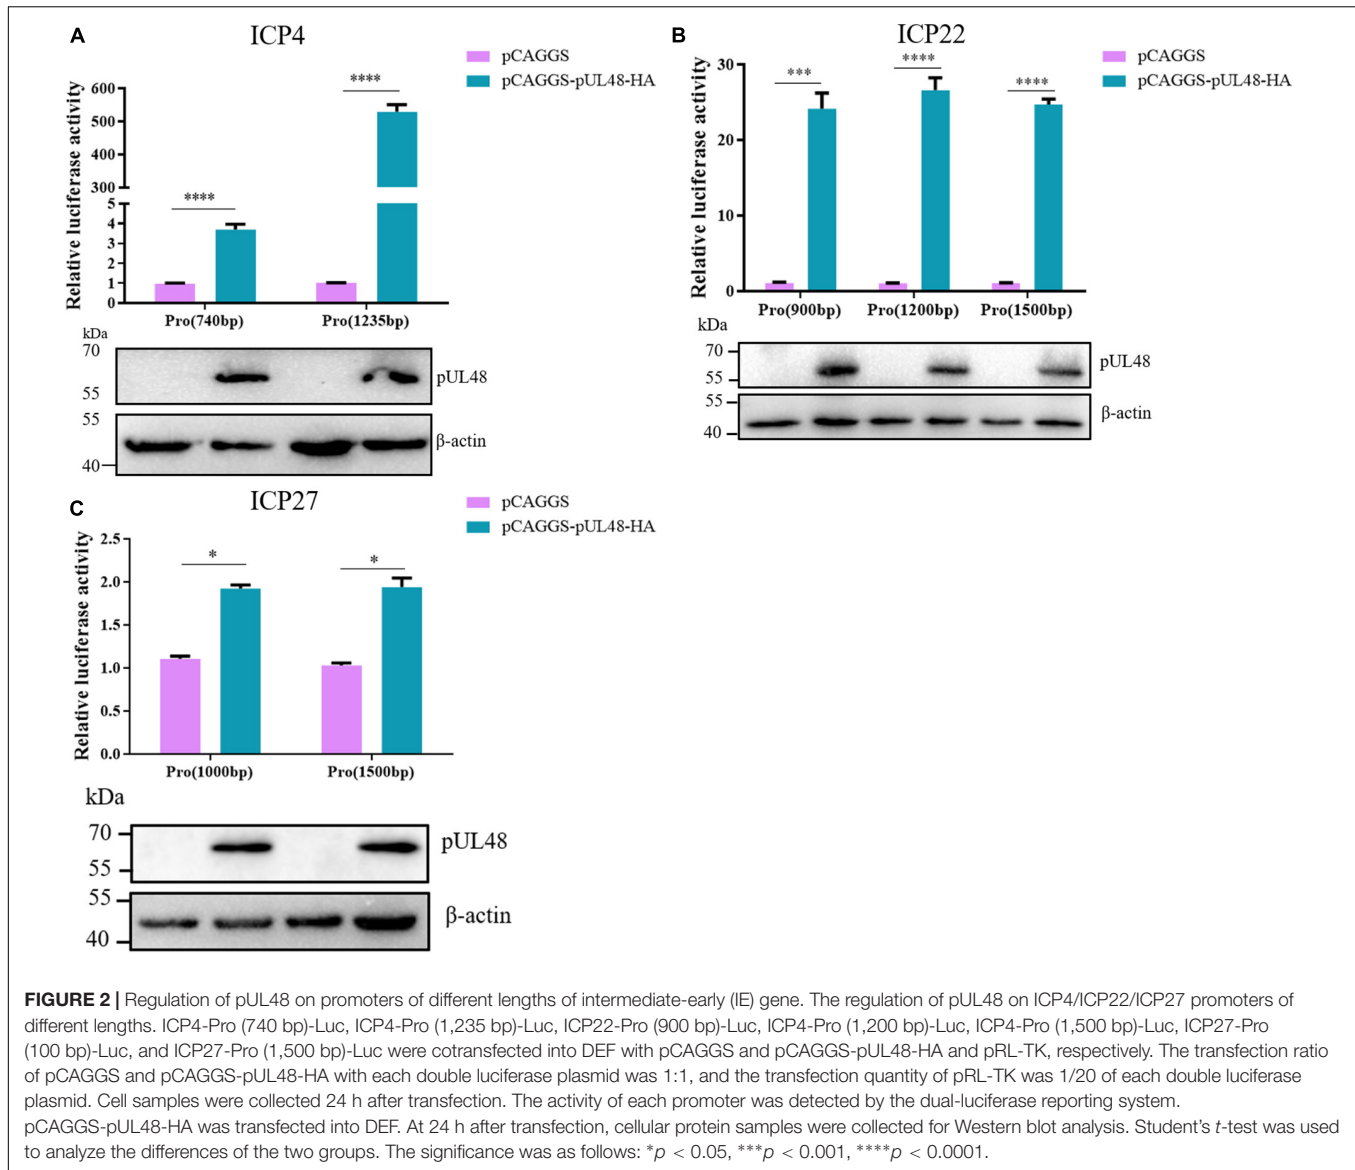 A
ICP4
pCAGGS
pCAGGS-pUL48-HA
Relative luciferase activity
600
500
400
300
5
4
3
2
1
0
****
****
Pro(740bp)
Pro(1235bp)
kDa
70
55
pUL48
55
40
β-actin
B
ICP22
pCAGGS
pCAGGS-pUL48-HA
Relative luciferase activity
30
20
10
0
***
****
****
Pro(900bp)
Pro(1200bp)
Pro(1500bp)
kDa
70
55
pUL48
55
40
β-actin
C
ICP27
pCAGGS
pCAGGS-pUL48-HA
Relative luciferase activity
2.5
2.0
1.5
1.0
0.5
0.0
*
*
Pro(1000bp)
Pro(1500bp)
kDa
70
55
pUL48
55
40
β-actin
FIGURE 2 | Regulation of pUL48 on promoters of different lengths of intermediate-early (IE) gene. The regulation of pUL48 on ICP4/ICP22/ICP27 promoters of
different lengths. ICP4-Pro (740 bp)-Luc, ICP4-Pro (1,235 bp)-Luc, ICP22-Pro (900 bp)-Luc, ICP4-Pro (1,200 bp)-Luc, ICP4-Pro (1,500 bp)-Luc, ICP27-Pro
(100 bp)-Luc, and ICP27-Pro (1,500 bp)-Luc were cotransfected into DEF with pCAGGS and pCAGGS-pUL48-HA and pRL-TK, respectively. The transfection ratio
of pCAGGS and pCAGGS-pUL48-HA with each double luciferase plasmid was 1:1, and the transfection quantity of pRL-TK was 1/20 of each double luciferase
plasmid. Cell samples were collected 24 h after transfection. The activity of each promoter was detected by the dual-luciferase reporting system.
pCAGGS-pUL48-HA was transfected into DEF. At 24 h after transfection, cellular protein samples were collected for Western blot analysis. Student's t-test was used
to analyze the differences of the two groups. The significance was as follows: *p < 0.05, ***p < 0.001, ****p < 0.0001.